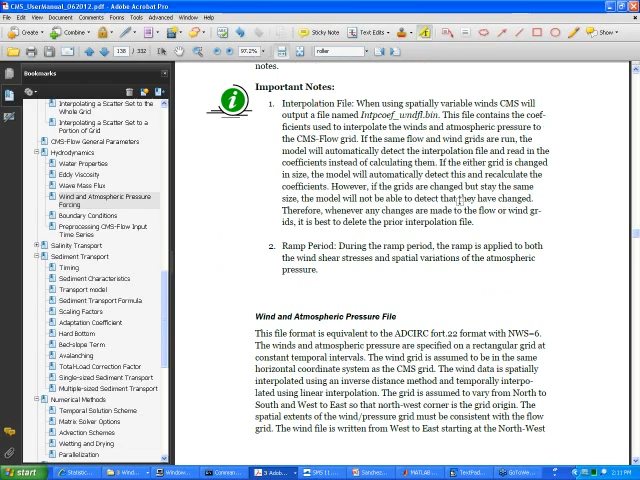 CMS_UserManual_062012.pdf - Adobe Acrobat Pro
File Edit View Document Comments Forms Tools Advanced Window Help
Create Combine Sign Comment Show
138 / 332 97.2% roller
Text Edits
Bookmarks
Interpolating a Scatter Set to the
Whole Grid
Interpolating a Scatter Set to a
Portion of Grid
CMS-Flow General Parameters
Hydrodynamics
Water Properties
Eddy Viscosity
Wave Mass Flux
Wind and Atmospheric Pressure
Forcing
Boundary Conditions
Preprocessing CMS-Flow Input
Time Series
Salinity Transport
Sediment Transport
Timing
Sediment Characteristics
Transport model
Sediment Transport Formula
Scaling Factors
Adaptation Coefficient
Hard Bottom
Bed-slope Term
Avalanching
Total-Load Correction Factor
Single-sized Sediment Transport
Multiple-sized Sediment Transport
Numerical Methods
Temporal Solution Scheme
Matrix Solver Options
Advection Schemes
Wetting and Drying
Parallelization
notes.
Important Notes:
1. Interpolation File: When using spatially variable winds CMS will
output a file named Intpcoef_wndfl.bin. This file contains the coef-
ficients used to interpolate the winds and atmospheric pressure to
the CMS-Flow grid. If the same flow and wind grids are run, the
model will automatically detect the interpolation file and read in the
coefficients instead of calculating them. If the either grid is changed
in size, the model will automatically detect this and recalculate the
coefficients. However, if the grids are changed but stay the same
size, the model will not be able to detect that they have changed.
Therefore, whenever any changes are made to the flow or wind gr-
ids, it is best to delete the prior interpolation file.
2. Ramp Period: During the ramp period, the ramp is applied to both
the wind shear stresses and spatial variations of the atmospheric
pressure.
Wind and Atmospheric Pressure File
This file format is equivalent to the ADCIRC fort.22 format with NWS=6.
The winds and atmospheric pressure are specified on a rectangular grid at
constant temporal intervals. The wind grid is assumed to be in the same
horizontal coordinate system as the CMS grid. The wind data is spatially
interpolated using an inverse distance method and temporally interpo-
lated using linear interpolation. The grid is assumed to vary from North to
South and West to East so that north-west corner is the grid origin. The
spatial extents of the wind/pressure grid must be consistent with the flow
grid. The wind file is written from West to East starting at the North-West
start Statistic... 3 Wind... Window... Comman... 3 Adob... SMS 11... Sanchez... MATLAB... TextPad... GoToWe... 2:11 PM